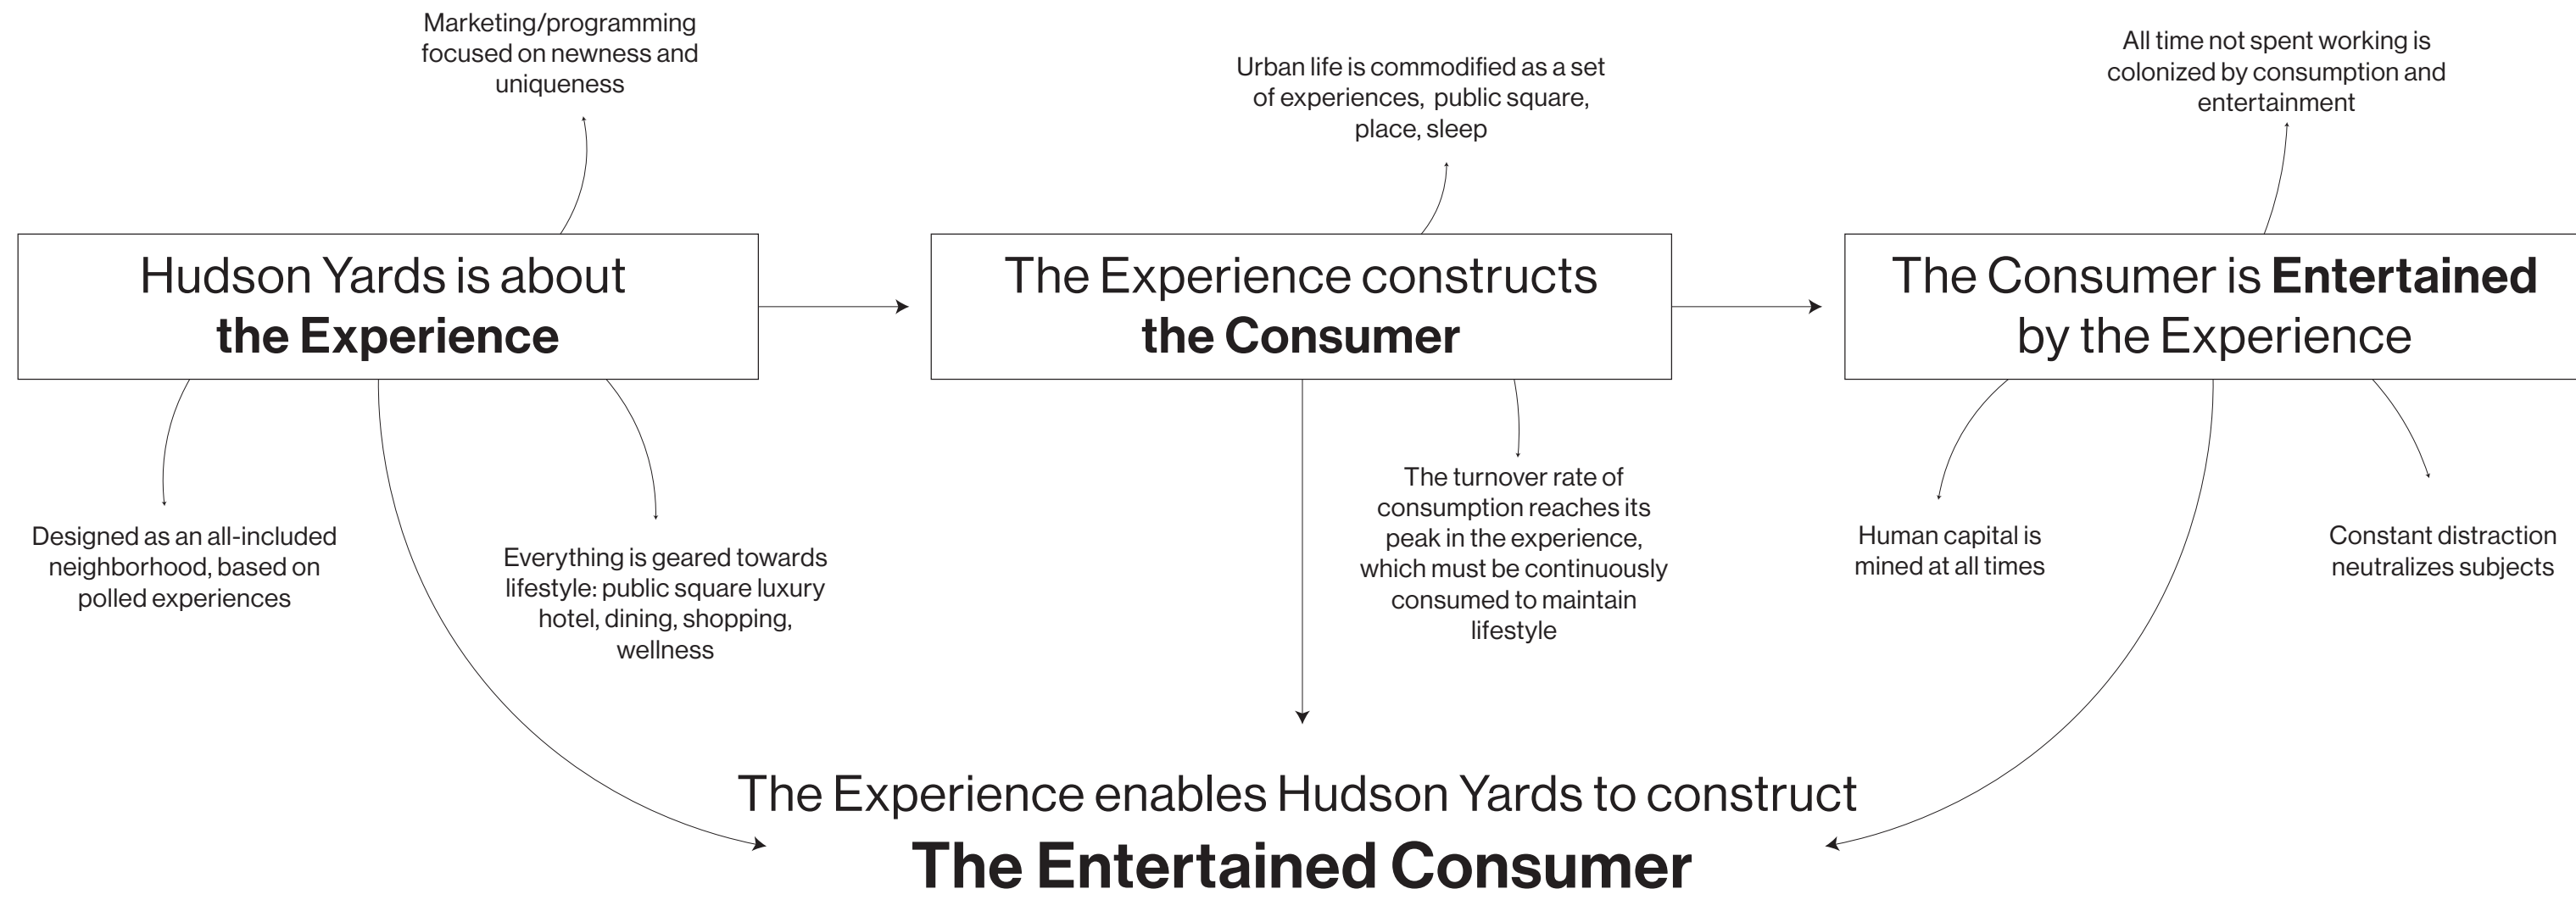 Marketing/programming
focused on newness and
uniqueness
Urban life is commodified as a set
of experiences, public square,
place, sleep
All time not spent working is
colonized by consumption and
entertainment
Hudson Yards is about
the Experience
The Experience constructs
the Consumer
The Consumer is Entertained
by the Experience
Designed as an all-included
neighborhood, based on
polled experiences
Everything is geared towards
lifestyle: public square luxury
hotel, dining, shopping,
wellness
The turnover rate of
consumption reaches its
peak in the experience,
which must be continuously
consumed to maintain
lifestyle
Human capital is
mined at all times
Constant distraction
neutralizes subjects
The Experience enables Hudson Yards to construct
The Entertained Consumer